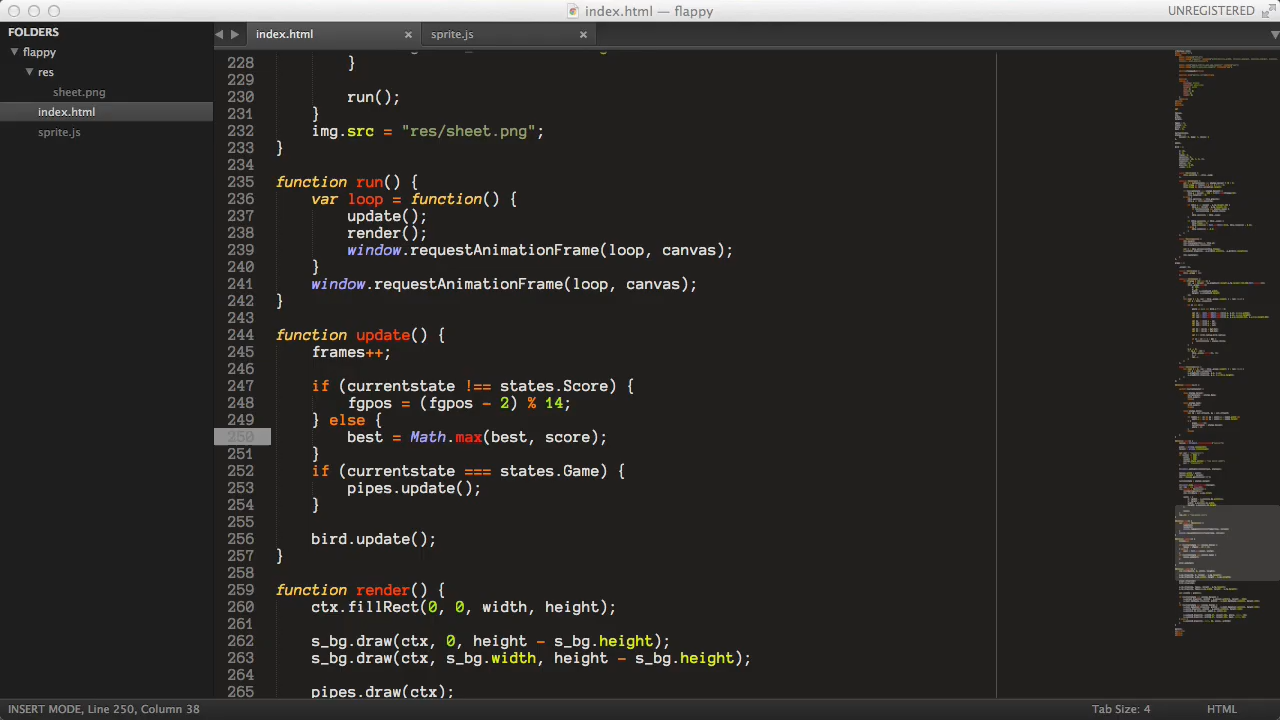 index.html — flappy
UNREGISTERED
FOLDERS
flappy
res
sheet.png
index.html
sprite.js
index.html
sprite.js
228 }
229
230 run();
231 }
232 img.src = "res/sheet.png";
233 }
234
235 function run() {
236 var loop = function() {
237 update();
238 render();
239 window.requestAnimationFrame(loop, canvas);
240 }
241 window.requestAnimationFrame(loop, canvas);
242 }
243
244 function update() {
245 frames++;
246
247 if (currentstate !== states.Score) {
248 fgpos = (fgpos - 2) % 14;
249 } else {
250 best = Math.max(best, score);
251 }
252 if (currentstate === states.Game) {
253 pipes.update();
254 }
255
256 bird.update();
257 }
258
259 function render() {
260 ctx.fillRect(0, 0, width, height);
261
262 s_bg.draw(ctx, 0, height - s_bg.height);
263 s_bg.draw(ctx, s_bg.width, height - s_bg.height);
264
265 pipes.draw(ctx);
INSERT MODE, Line 250, Column 38
Tab Size: 4
HTML